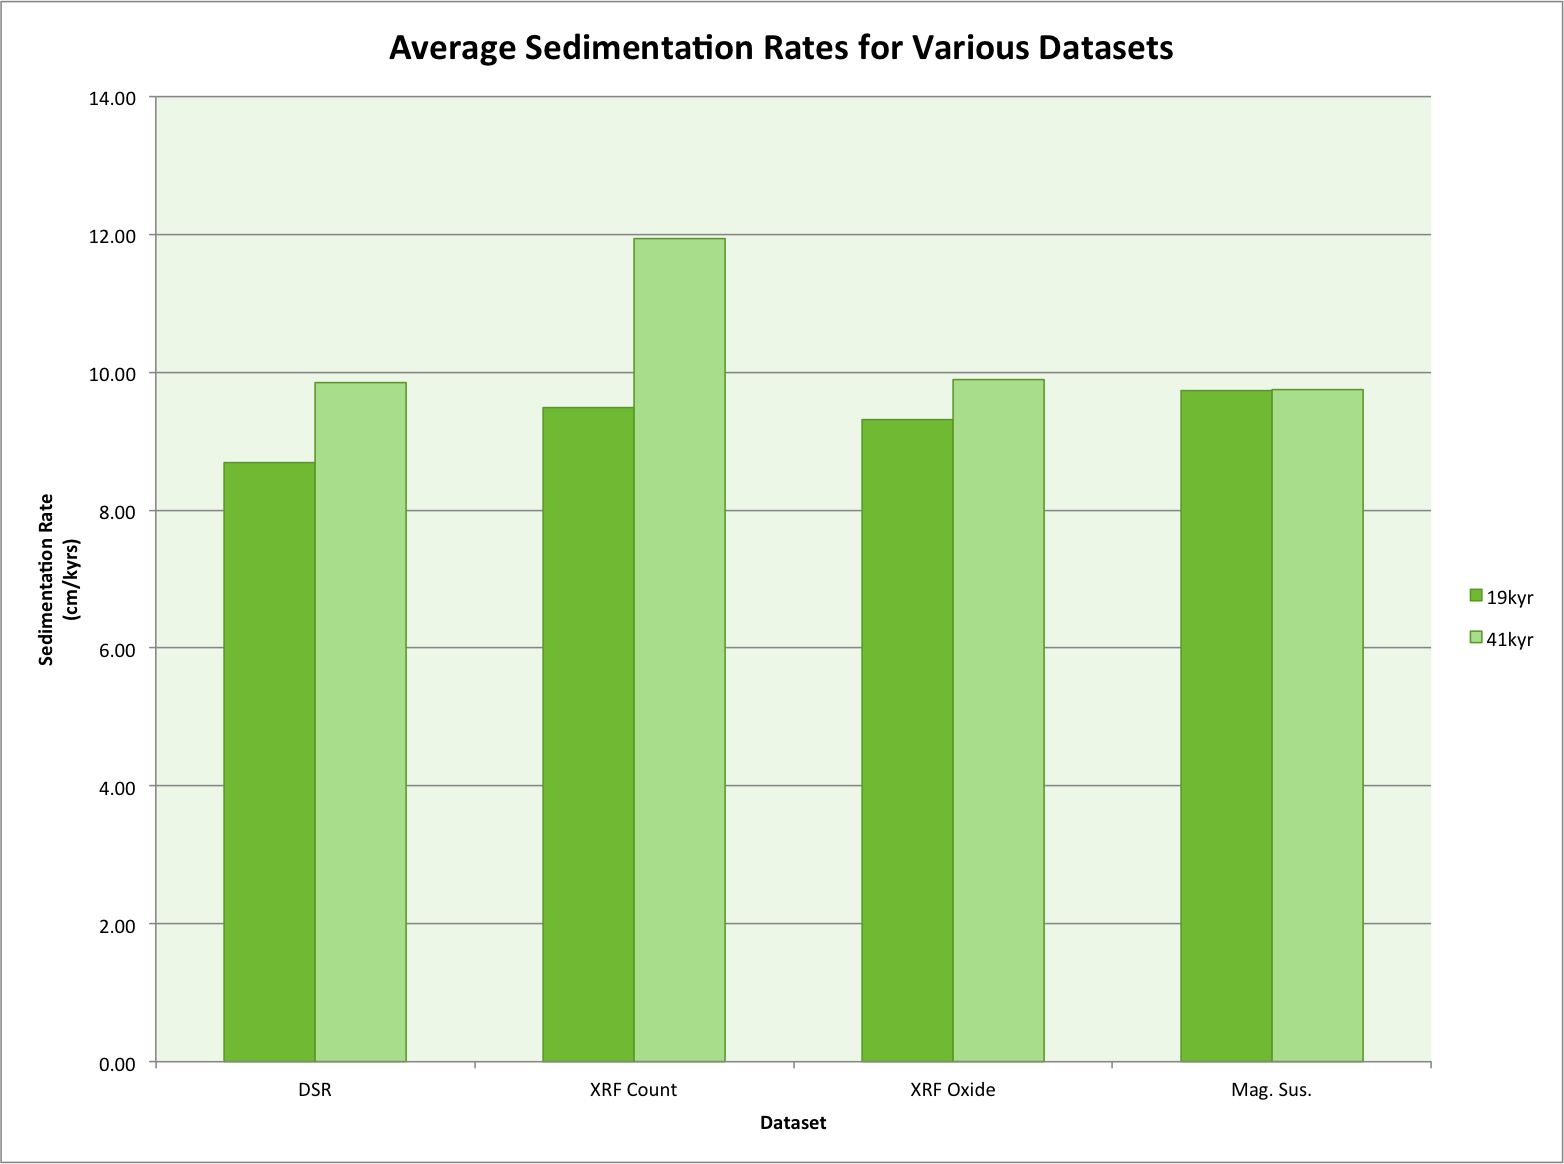 Average Sedimentation Rates for Various Datasets
14.00
12.00
10.00
8.00
6.00
4.00
2.00
0.00
Sedimentation Rate
(cm/kyrs)
DSR
XRF Count
XRF Oxide
Mag. Sus.
Dataset
19kyr
41kyr